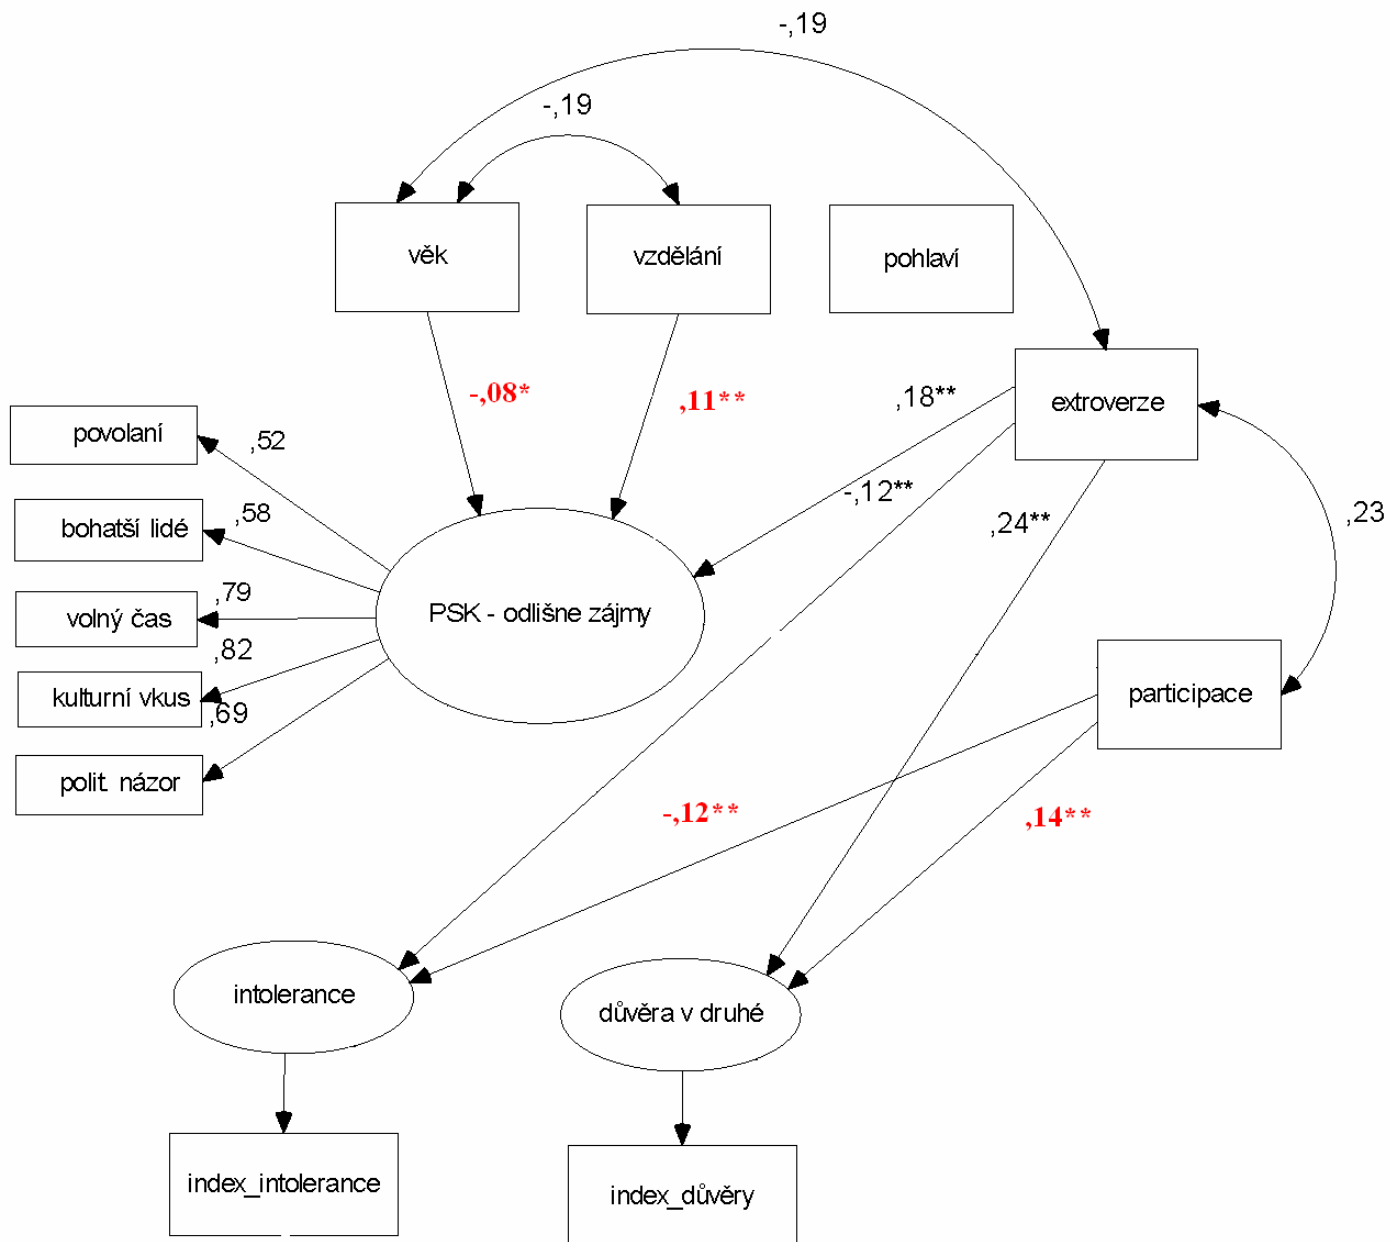 -,19
-,19
věk
vzdělání
pohlaví
extroverze
-,08*
,11**
,18**
-,12**
,24**
,23
povolaní
,52
bohatší lidé
,58
volný čas
,79
kulturní vkus
,82
polit. názor
,69
PSK - odlišne zájmy
participace
-,12**
,14**
intolerance
důvěra v druhé
index_intolerance
index_důvěry